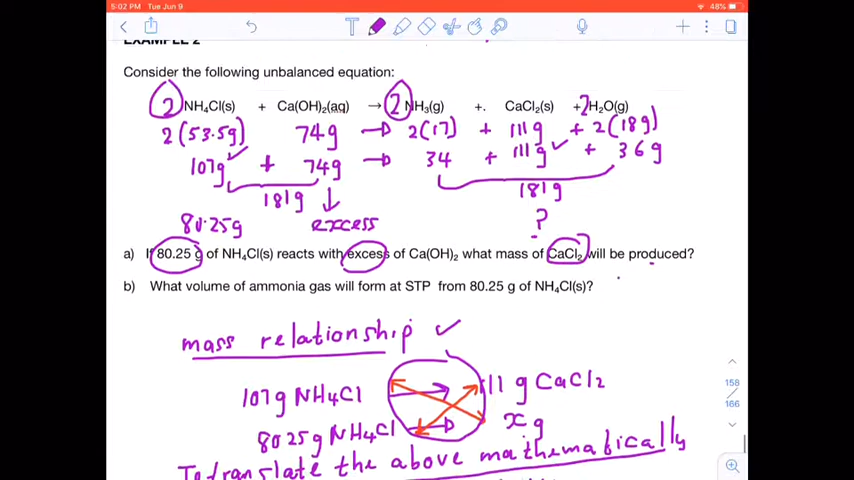 5:02 PM Tue Jun 9
48%
EXAMPLE 2
Consider the following unbalanced equation:
2 NH₄Cl(s) + Ca(OH)₂(aq) → 2 NH₃(g) +. CaCl₂(s) + 2 H₂O(g)
2(53.5g) 74g → 2(17) + 111g + 2(18g)
107g + 74g → 34 + 111g + 36g
181g 181g
80.25g excess ?
a) If 80.25 g of NH₄Cl(s) reacts with excess of Ca(OH)₂ what mass of CaCl₂ will be produced?
b) What volume of ammonia gas will form at STP from 80.25 g of NH₄Cl(s)?
mass relationship ✓
107g NH4Cl 111 g CaCl2
80.25g NH4Cl x g
To translate the above mathematically
158
166